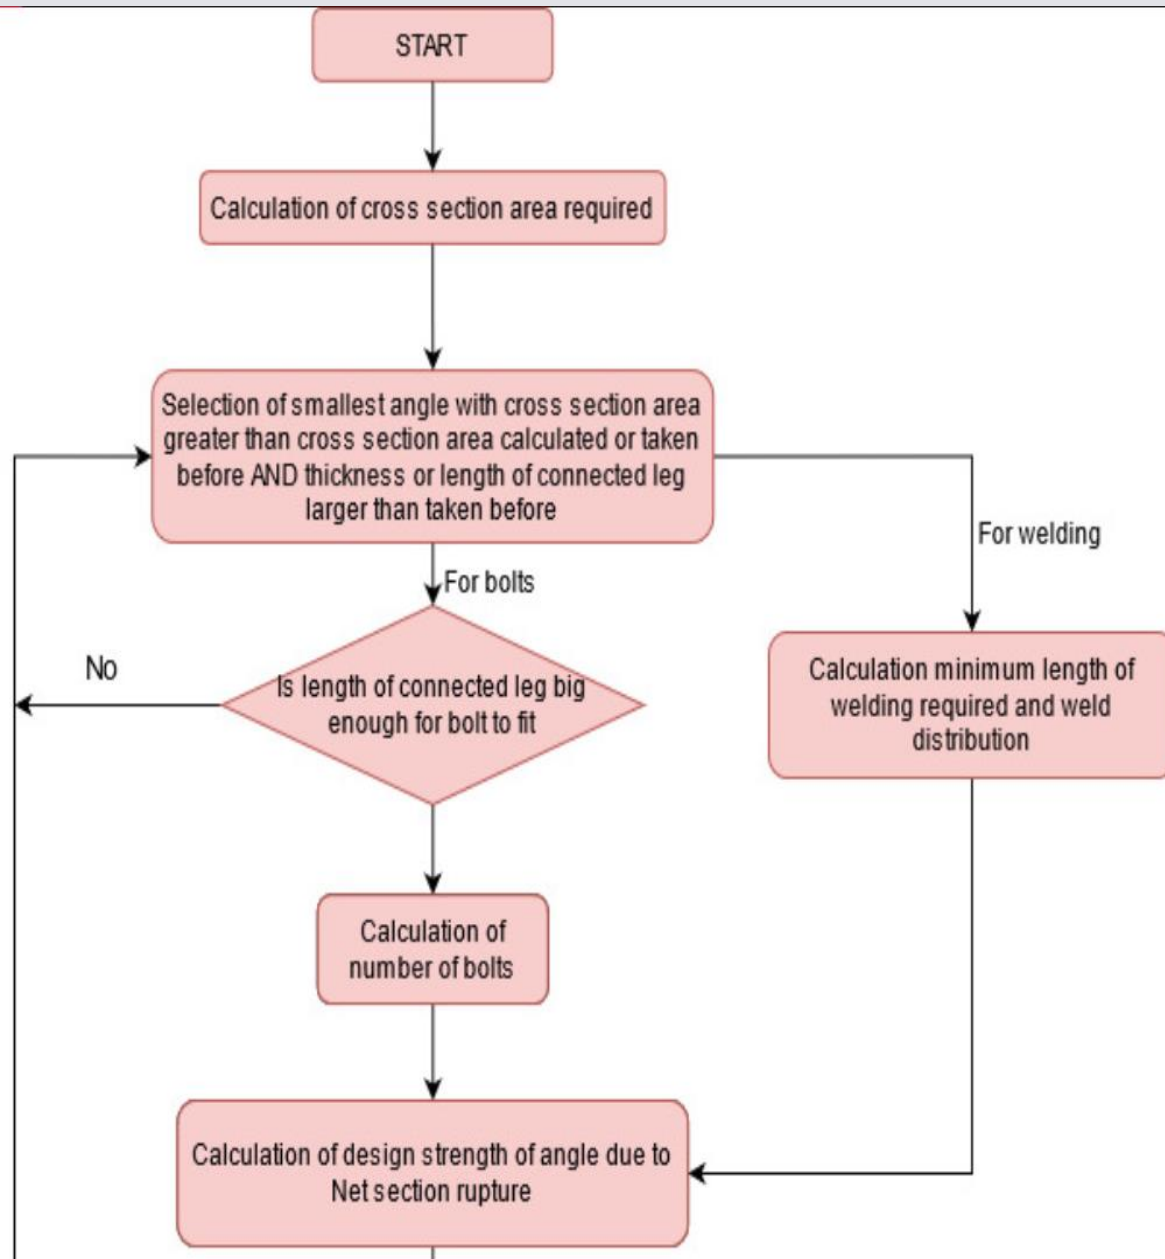 START
Calculation of cross section area required
Selection of smallest angle with cross section area
greater than cross section area calculated or taken
before AND thickness or length of connected leg
larger than taken before
For welding
For bolts
No
Is length of connected leg big
enough for bolt to fit
Calculation minimum length of
welding required and weld
distribution
Calculation of
number of bolts
Calculation of design strength of angle due to
Net section rupture